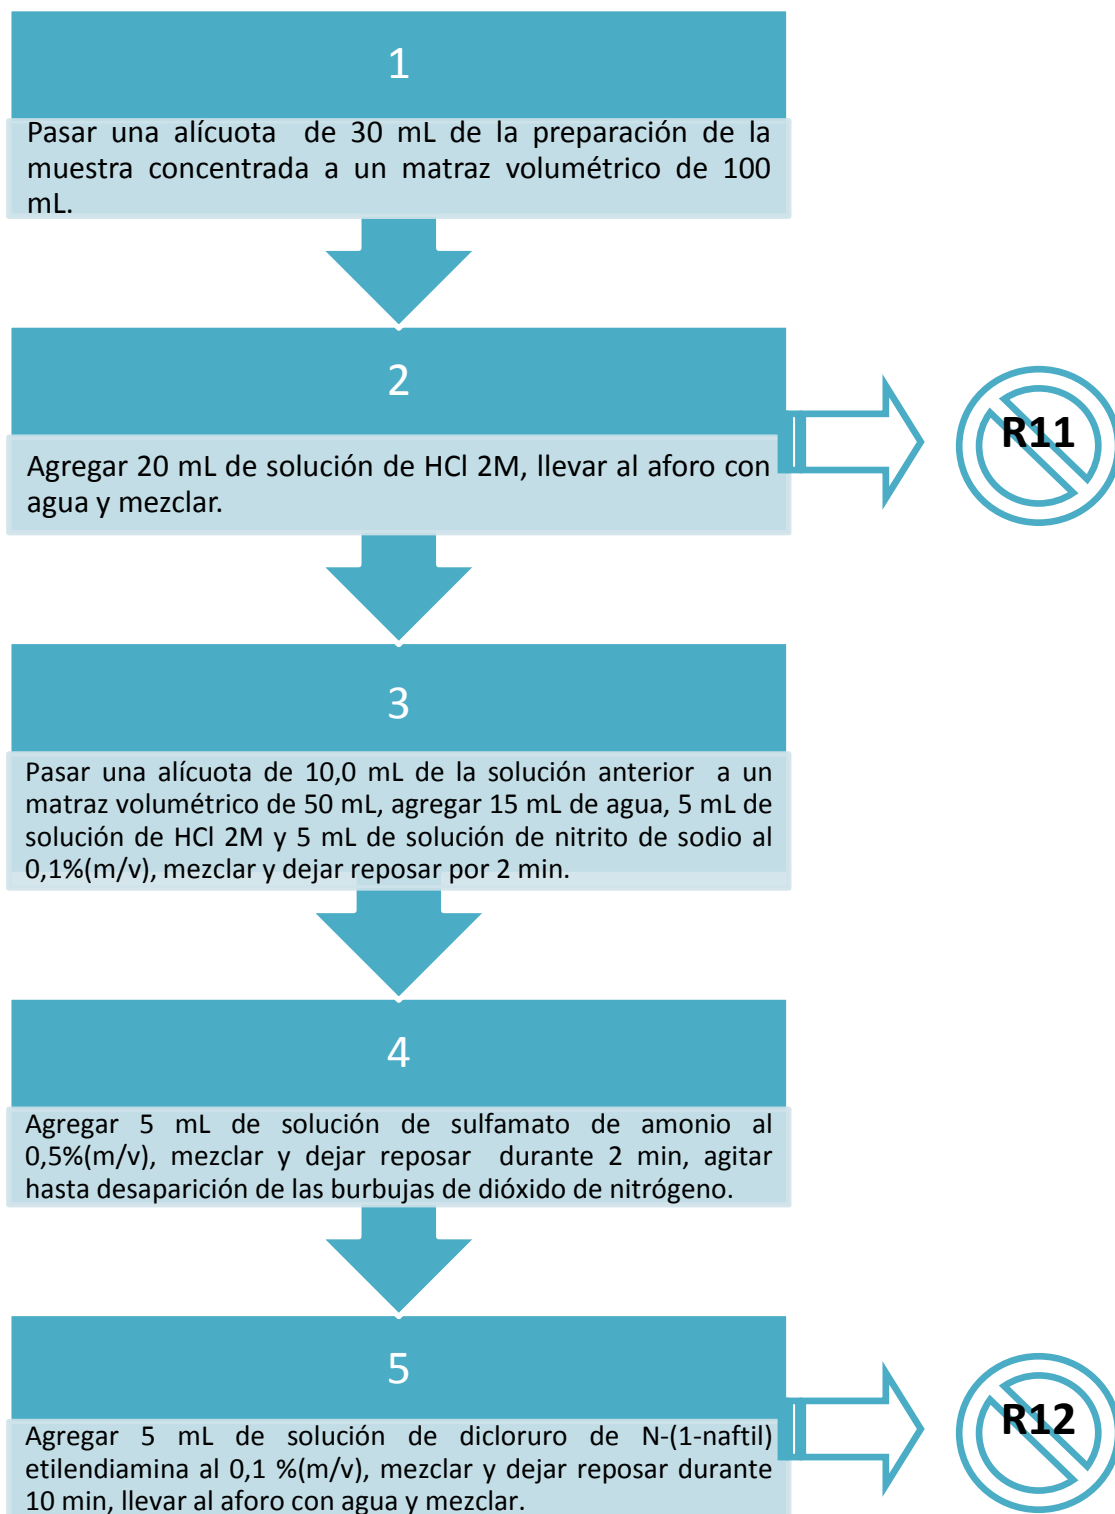 1
Pasar una alícuota de 30 mL de la preparación de la
muestra concentrada a un matraz volumétrico de 100
mL.
2
Agregar 20 mL de solución de HCl 2M, llevar al aforo con
agua y mezclar.
R11
3
Pasar una alícuota de 10,0 mL de la solución anterior a un
matraz volumétrico de 50 mL, agregar 15 mL de agua, 5 mL de
solución de HCl 2M y 5 mL de solución de nitrito de sodio al
0,1%(m/v), mezclar y dejar reposar por 2 min.
4
Agregar 5 mL de solución de sulfamato de amonio al
0,5%(m/v), mezclar y dejar reposar durante 2 min, agitar
hasta desaparición de las burbujas de dióxido de nitrógeno.
5
Agregar 5 mL de solución de dicloruro de N-(1-naftil)
etilendiamina al 0,1 %(m/v), mezclar y dejar reposar durante
10 min, llevar al aforo con agua y mezclar.
R12